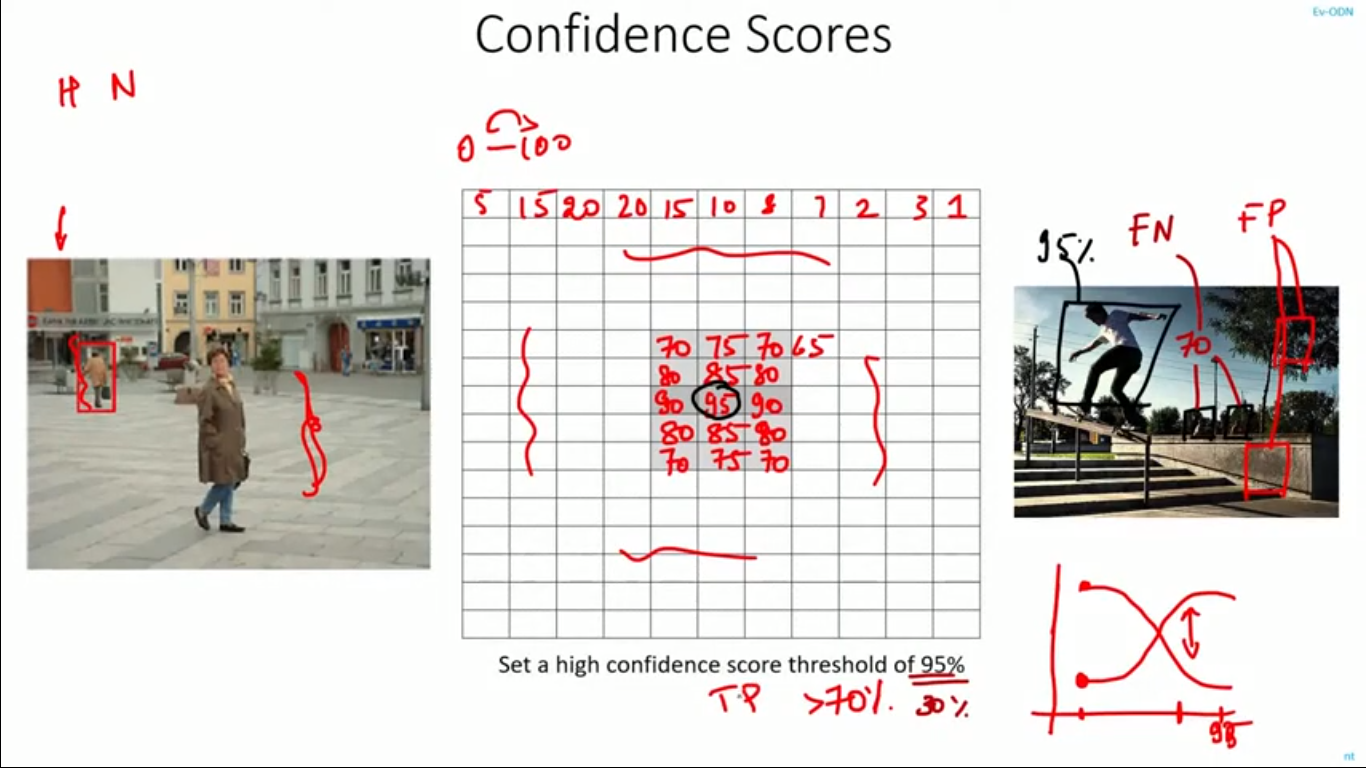 Ev-ODN
Confidence Scores
H N
0 - 100
5 15 20 20 15 10 8 7 2 3 1
FN
FP
95%
70 75 70 65
80 85 80
90 95 90
80 85 80
70 75 70
70
Set a high confidence score threshold of 95%
TP >70% 30%
95
nt